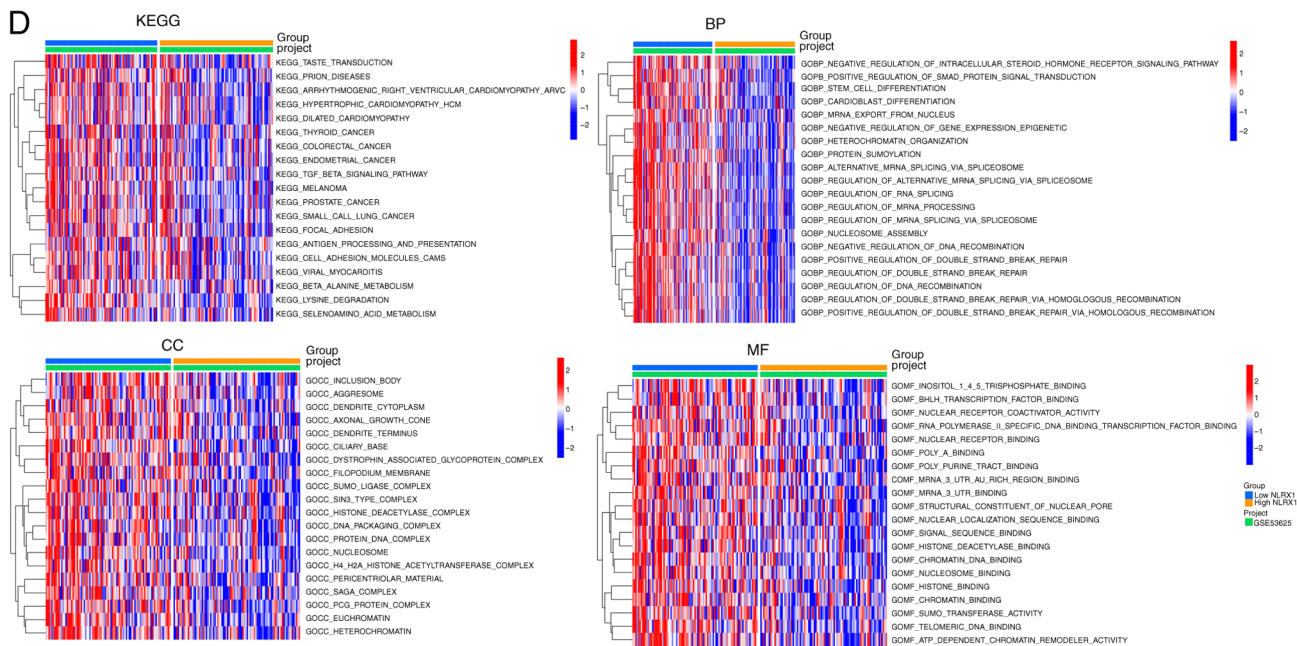 D
KEGG
Group
project
2
1
0
−1
−2
KEGG_TASTE_TRANSDUCTION
KEGG_PRION_DISEASES
KEGG_ARRHYTHMOGENIC_RIGHT_VENTRICULAR_CARDIOMYOPATHY_ARVC
KEGG_HYPERTROPHIC_CARDIOMYOPATHY_HCM
KEGG_DILATED_CARDIOMYOPATHY
KEGG_THYROID_CANCER
KEGG_COLORECTAL_CANCER
KEGG_ENDOMETRIAL_CANCER
KEGG_TGF_BETA_SIGNALING_PATHWAY
KEGG_MELANOMA
KEGG_PROSTATE_CANCER
KEGG_SMALL_CALL_LUNG_CANCER
KEGG_FOCAL_ADHESION
KEGG_ANTIGEN_PROCESSING_AND_PRESENTATION
KEGG_CELL_ADHESION_MOLECULES_CAMS
KEGG_VIRAL_MYOCARDITIS
KEGG_BETA_ALANINE_METABOLISM
KEGG_LYSINE_DEGRADATION
KEGG_SELENOAMINO_ACID_METABOLISM
BP
Group
project
2
1
0
−1
−2
GOBP_NEGATIVE_REGULATION_OF_INTRACELLULAR_STEROID_HORMONE_RECEPTOR_SIGNALING_PATHWAY
GOPB_POSITIVE_REGULATION_OF_SMAD_PROTEIN_SIGNAL_TRANSDUCTION
GOBP_STEM_CELL_DIFFERENTIATION
GOBP_CARDIOBLAST_DIFFERENTIATION
GOBP_MRNA_EXPORT_FROM_NUCLEUS
GOBP_NEGATIVE_REGULATION_OF_GENE_EXPRESSION_EPIGENETIC
GOBP_HETEROCHROMATIN_ORGANIZATION
GOBP_PROTEIN_SUMOYLATION
GOBP_ALTERNATIVE_MRNA_SPLICING_VIA_SPLICEOSOME
GOBP_REGULATION_OF_ALTERNATIVE_MRNA_SPLICING_VIA_SPLICEOSOME
GOBP_REGULATION_OF_RNA_SPLICING
GOBP_REGULATION_OF_MRNA_PROCESSING
GOBP_REGULATION_OF_MRNA_SPLICING_VIA_SPLICEOSOME
GOBP_NUCLEOSOME_ASSEMBLY
GOBP_NEGATIVE_REGULATION_OF_DNA_RECOMBINATION
GOBP_POSITIVE_REGULATION_OF_DOUBLE_STRAND_BREAK_REPAIR
GOBP_REGULATION_OF_DOUBLE_STRAND_BREAK_REPAIR
GOBP_REGULATION_OF_DNA_RECOMBINATION
GOBP_REGULATION_OF_DOUBLE_STRAND_BREAK_REPAIR_VIA_HOMOGLOGOUS_RECOMBINATION
GOBP_POSITIVE_REGULATION_OF_DOUBLE_STRAND_BREAK_REPAIR_VIA_HOMOLOGOUS_RECOMBINATION
CC
Group
project
2
1
0
−1
−2
GOCC_INCLUSION_BODY
GOCC_AGGRESOME
GOCC_DENDRITE_CYTOPLASM
GOCC_AXONAL_GROWTH_CONE
GOCC_DENDRITE_TERMINUS
GOCC_CILIARY_BASE
GOCC_DYSTROPHIN_ASSOCIATED_GLYCOPROTEIN_COMPLEX
GOCC_FILOPODIUM_MEMBRANE
GOCC_SUMO_LIGASE_COMPLEX
GOCC_SIN3_TYPE_COMPLEX
GOCC_HISTONE_DEACETYLASE_COMPLEX
GOCC_DNA_PACKAGING_COMPLEX
GOCC_PROTEIN_DNA_COMPLEX
GOCC_NUCLEOSOME
GOCC_H4_H2A_HISTONE_ACETYLTRANSFERASE_COMPLEX
GOCC_PERICENTRIOLAR_MATERIAL
GOCC_SAGA_COMPLEX
GOCC_PCG_PROTEIN_COMPLEX
GOCC_EUCHROMATIN
GOCC_HETEROCHROMATIN
MF
Group
project
2
1
0
−1
−2
GOMF_INOSITOL_1_4_5_TRISPHOSPHATE_BINDING
GOMF_BHLH_TRANSCRIPTION_FACTOR_BINDING
GOMF_NUCLEAR_RECEPTOR_COACTIVATOR_ACTIVITY
GOMF_RNA_POLYMERASE_II_SPECIFIC_DNA_BINDING_TRANSCRIPTION_FACTOR_BINDING
GOMF_NUCLEAR_RECEPTOR_BINDING
GOMF_POLY_A_BINDING
GOMF_POLY_PURINE_TRACT_BINDING
COMF_MRNA_3_UTR_AU_RICH_REGION_BINDING
GOMF_MRNA_3_UTR_BINDING
GOMF_STRUCTURAL_CONSTITUENT_OF_NUCLEAR_PORE
GOMF_NUCLEAR_LOCALIZATION_SEQUENCE_BINDING
GOMF_SIGNAL_SEQUENCE_BINDING
GOMF_HISTONE_DEACETYLASE_BINDING
GOMF_CHROMATIN_DNA_BINDING
GOMF_NUCLEOSOME_BINDING
GOMF_HISTONE_BINDING
GOMF_CHROMATIN_BINDING
GOMF_SUMO_TRANSFERASE_ACTIVITY
GOMF_TELOMERIC_DNA_BINDING
GOMF_ATP_DEPENDENT_CHROMATIN_REMODELER_ACTIVITY
Group
Low NLRX1
High NLRX1
Project
GSE53625